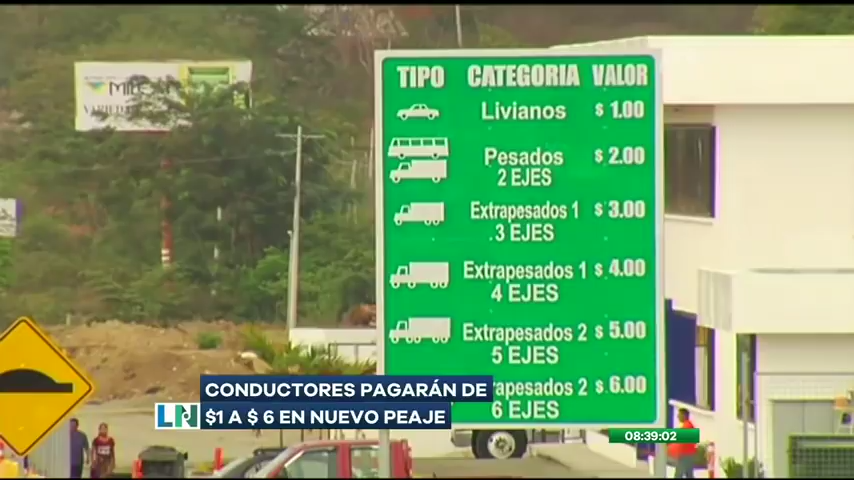 TIPO CATEGORIA VALOR
Livianos $ 1.00
Pesados $ 2.00
2 EJES
Extrapesados 1 $ 3.00
3 EJES
Extrapesados 1 $ 4.00
4 EJES
Extrapesados 2 $ 5.00
5 EJES
rapesados 2 $ 6.00
6 EJES
CONDUCTORES PAGARÁN DE
LN $1 A $ 6 EN NUEVO PEAJE
08:39:02